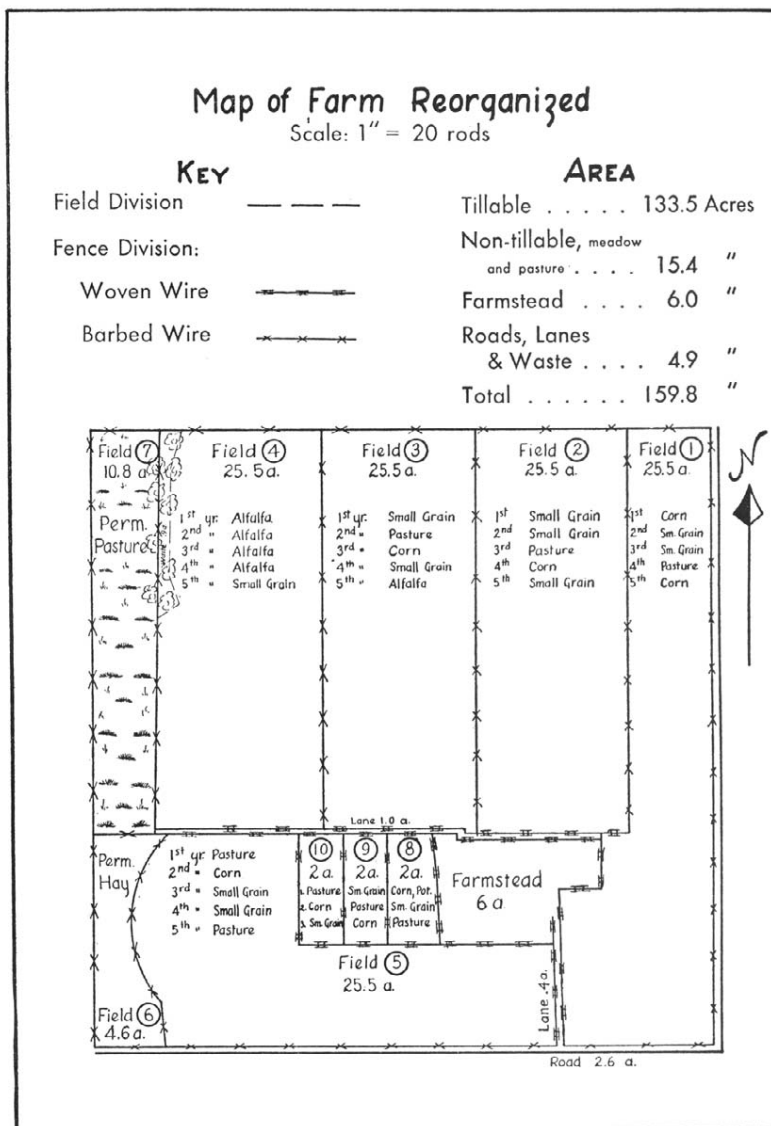 Map of Farm Reorganized
Scale: 1" = 20 rods
KEY
Field Division
Fence Division:
Woven Wire
Barbed Wire
AREA
Tillable . . . . . 133.5 Acres
Non-tillable, meadow
and pasture . . . . 15.4 "
Farmstead . . . . 6.0 "
Roads, Lanes
& Waste . . . . 4.9 "
Total . . . . . . 159.8 "
N
Field 7
10.8 a.
Perm.
Pasture
Field 4
25.5 a.
1st yr. Alfalfa
2nd " Alfalfa
3rd " Alfalfa
4th " Alfalfa
5th " Small Grain
Field 3
25.5a.
1st yr. Small Grain
2nd " Pasture
3rd " Corn
4th " Small Grain
5th " Alfalfa
Field 2
25.5 a.
1st Small Grain
2nd Small Grain
3rd Pasture
4th Corn
5th Small Grain
Field 1
25.5 a.
1st Corn
2nd Sm. Grain
3rd Sm. Grain
4th Pasture
5th Corn
Lane 1.0 a.
Perm.
Hay
Field 6
4.6 a.
1st yr. Pasture
2nd " Corn
3rd " Small Grain
4th " Small Grain
5th " Pasture
10
2 a.
1. Pasture
2. Corn
3. Sm. Grain
9
2a.
Sm. Grain
Pasture
Corn
8
2a.
Corn, Pot.
Sm. Grain
Pasture
Farmstead
6 a.
Field 5
25.5 a.
Lane .4 a.
Road 2.6 a.